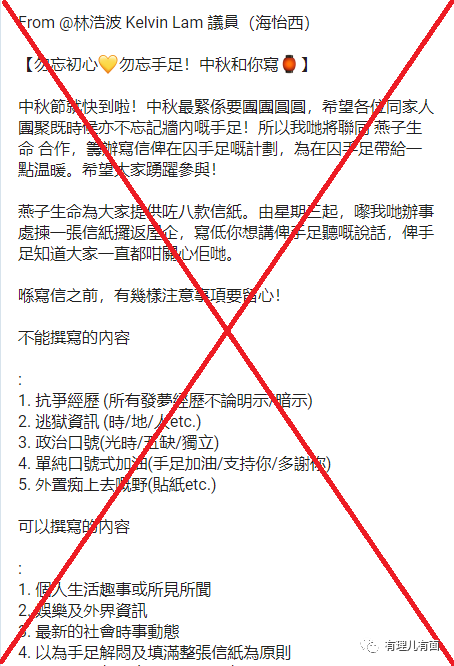 From @林浩波 Kelvin Lam 議員（海怡西）
【勿忘初心💛勿忘手足！中秋和你寫🏮】
中秋節就快到啦！中秋最緊係要團團圓圓，希望各位同家人
團聚既時候亦不忘記牆內嘅手足！所以我哋將聯同 燕子生
命 合作，籌辦寫信俾在囚手足嘅計劃，為在囚手足帶給一
點溫暖。希望大家踴躍參與！
燕子生命為大家提供咗八款信紙。由星期三起，嚟我哋辦事
處揀一張信紙攞返屋企，寫低你想講俾手足聽嘅說話，俾手
足知道大家一直都咁關心佢哋。
喺寫信之前，有幾樣注意事項要留心！
不能撰寫的內容
:
1. 抗爭經歷 (所有發夢經歷不論明示/暗示)
2. 逃獄資訊 (時/地/人etc.)
3. 政治口號(光時/五缺/獨立)
4. 單純口號式加油(手足加油/支持你/多謝你)
5. 外置痴上去嘅野(貼紙etc.)
可以撰寫的內容
:
1. 個人生活趣事或所見所聞
2. 娛樂及外界資訊
3. 最新的社會時事動態
4. 以為手足解悶及填滿整張信紙為原則
有理儿有面